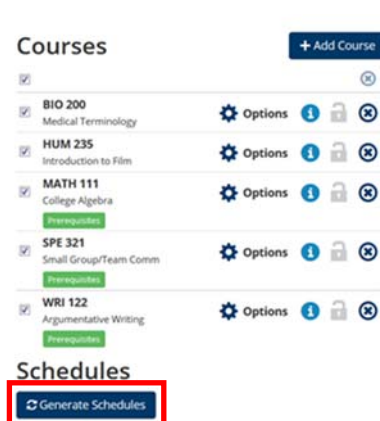 Courses
+ Add Course
BIO 200
Medical Terminology
Options
HUM 235
Introduction to Film
Options
MATH 111
College Algebra
Prerequisites
Options
SPE 321
Small Group/Team Comm
Prerequisites
Options
WRI 122
Argumentative Writing
Prerequisites
Options
Schedules
Generate Schedules